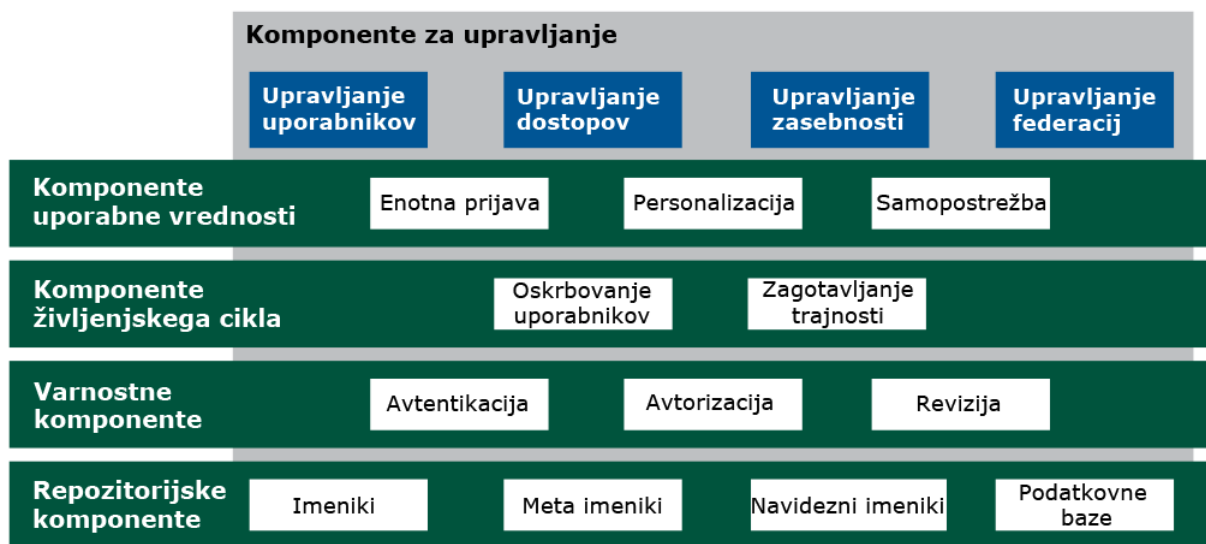 Komponente za upravljanje
Upravljanje
uporabnikov
Upravljanje
dostopov
Upravljanje
zasebnosti
Upravljanje
federacij
Komponente
uporabne vrednosti
Enotna prijava
Personalizacija
Samopostrežba
Komponente
življenjskega cikla
Oskrbovanje
uporabnikov
Zagotavljanje
trajnosti
Varnostne
komponente
Avtentikacija
Avtorizacija
Revizija
Repozitorijske
komponente
Imeniki
Meta imeniki
Navidezni imeniki
Podatkovne
baze